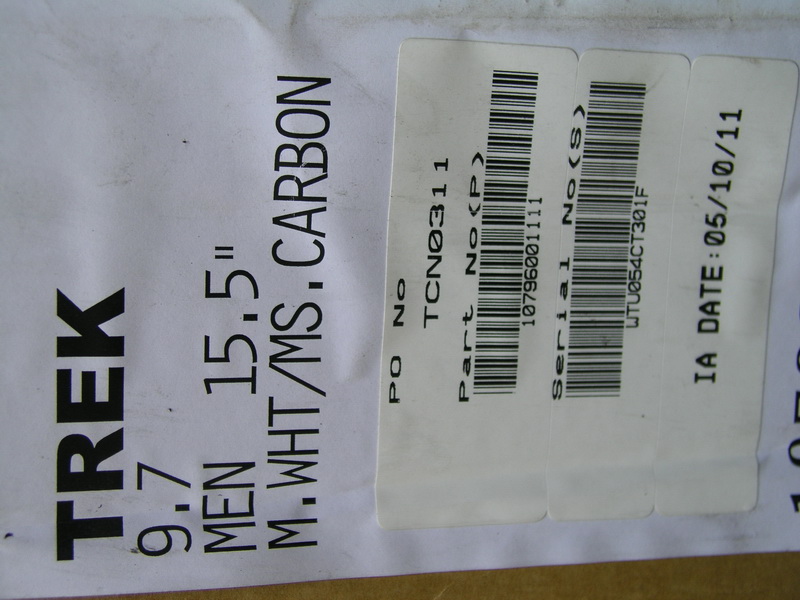 TREK
9.7
MEN 15.5"
M.WHT/MS.CARBON
PO No
TCN0311
Part No(P)
10796001111
Serial No(S)
WTU054CT301F
IA DATE:05/10/11